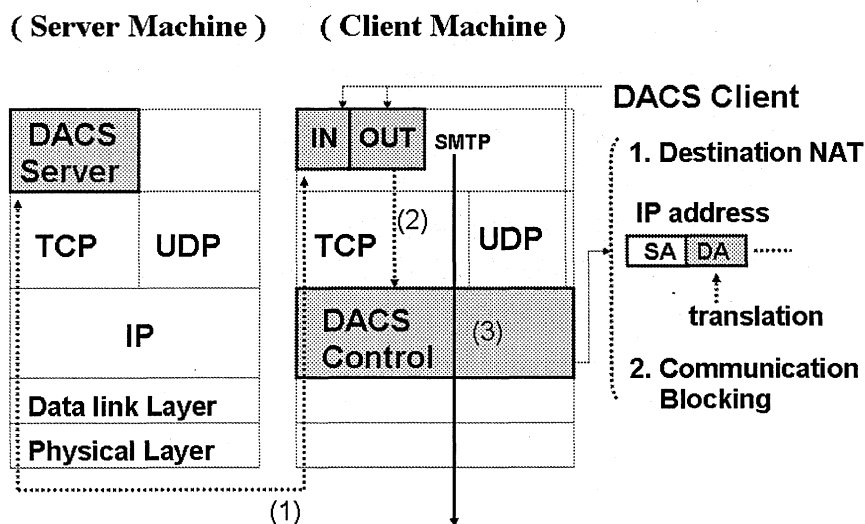 ( Server Machine )
( Client Machine )
DACS Server
TCP
UDP
IP
Data link Layer
Physical Layer
(1)
IN
OUT
SMTP
(2)
TCP
UDP
DACS Control
(3)
DACS Client
1. Destination NAT
IP address
SA
DA
translation
2. Communication
Blocking